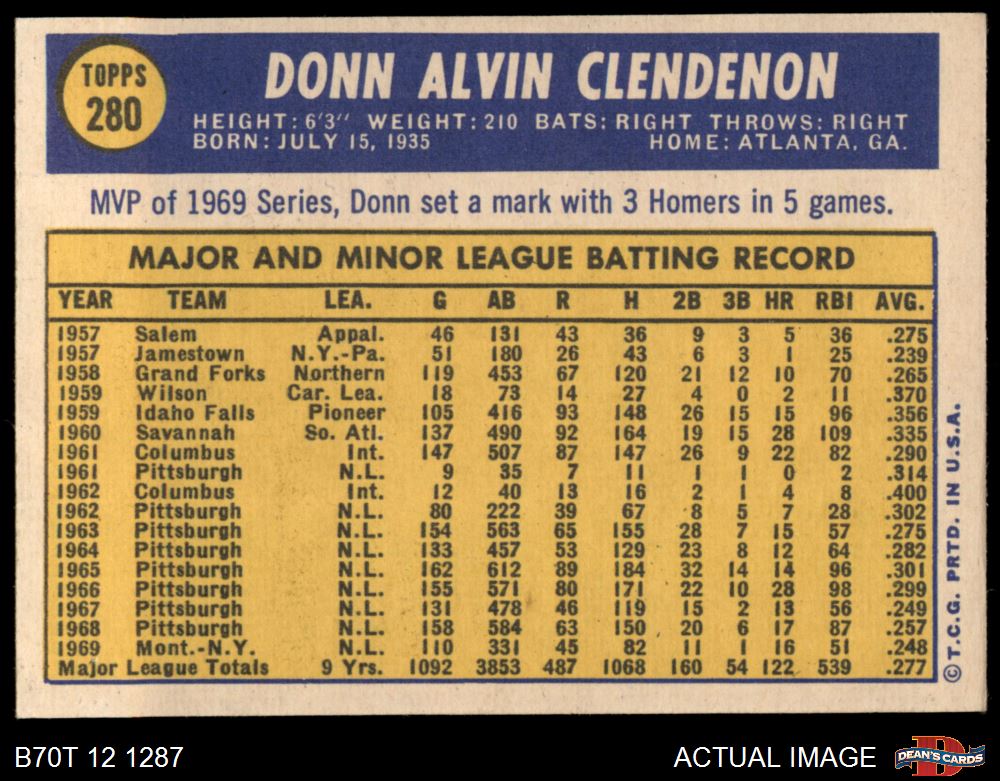 TOPPS
280
DONN ALVIN CLENDENON
HEIGHT: 6'3" WEIGHT: 210 BATS: RIGHT THROWS: RIGHT
BORN: JULY 15, 1935 HOME: ATLANTA, GA.
MVP of 1969 Series, Donn set a mark with 3 Homers in 5 games.
MAJOR AND MINOR LEAGUE BATTING RECORD
YEAR TEAM LEA. G AB R H 2B 3B HR RBI AVG.
1957 Salem Appal. 46 131 43 36 9 3 5 36 .275
1957 Jamestown N.Y.-Pa. 51 180 26 43 6 3 1 25 .239
1958 Grand Forks Northern 119 453 67 120 21 12 10 70 .265
1959 Wilson Car. Lea. 18 73 14 27 4 0 2 11 .370
1959 Idaho Falls Pioneer 105 416 93 148 26 15 15 96 .356
1960 Savannah So. Atl. 137 490 92 164 19 15 28 109 .335
1961 Columbus Int. 147 507 87 147 26 9 22 82 .290
1961 Pittsburgh N.L. 9 35 7 11 1 1 0 2 .314
1962 Columbus Int. 12 40 13 16 2 1 4 8 .400
1962 Pittsburgh N.L. 80 222 39 67 8 5 7 28 .302
1963 Pittsburgh N.L. 154 563 65 155 28 7 15 57 .275
1964 Pittsburgh N.L. 133 457 53 129 23 8 12 64 .282
1965 Pittsburgh N.L. 162 612 89 184 32 14 14 96 .301
1966 Pittsburgh N.L. 155 571 80 171 22 10 28 98 .299
1967 Pittsburgh N.L. 131 478 46 119 15 2 13 56 .249
1968 Pittsburgh N.L. 158 584 63 150 20 6 17 87 .257
1969 Mont.-N.Y. N.L. 110 331 45 82 11 1 16 51 .248
Major League Totals 9 Yrs. 1092 3853 487 1068 160 54 122 539 .277
© T.C.G. PRTD. IN U.S.A.
B70T 12 1287
ACTUAL IMAGE
DEAN'S CARDS